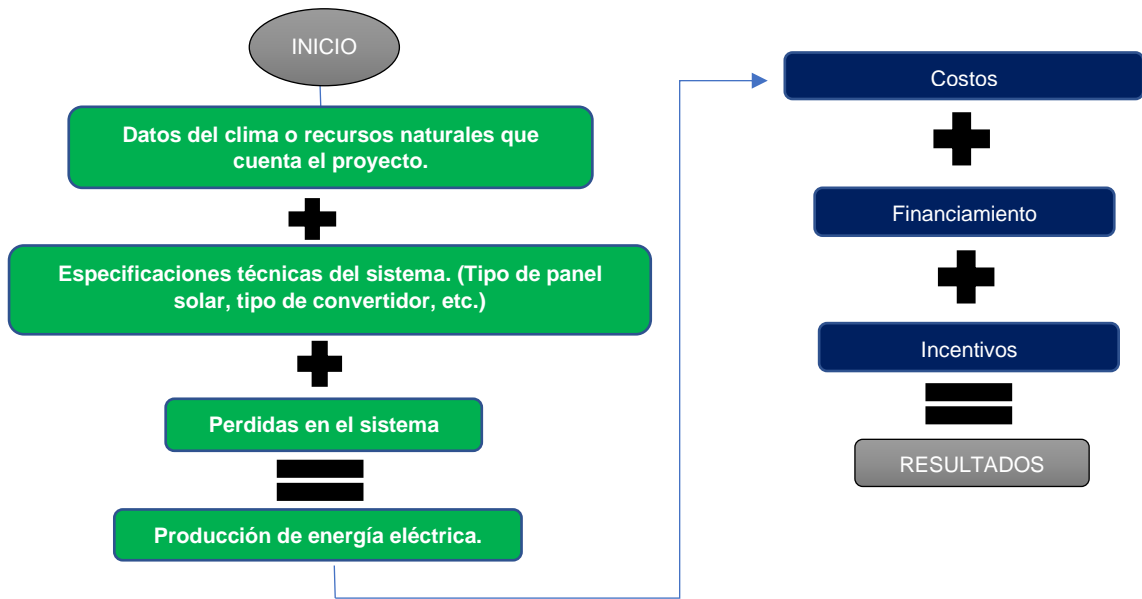 INICIO
Datos del clima o recursos naturales que
cuenta el proyecto.
Especificaciones técnicas del sistema. (Tipo de panel
solar, tipo de convertidor, etc.)
Perdidas en el sistema
Producción de energía eléctrica.
Costos
Financiamiento
Incentivos
RESULTADOS